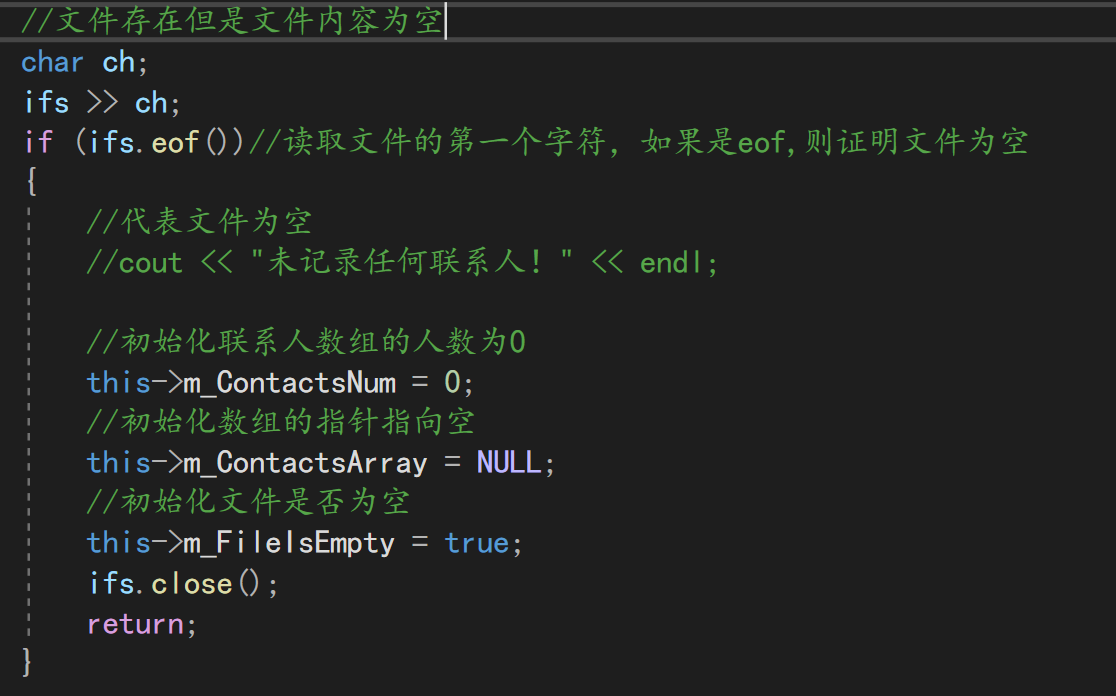 //文件存在但是文件内容为空
char ch;
ifs >> ch;
if (ifs.eof())//读取文件的第一个字符，如果是eof,则证明文件为空
{
//代表文件为空
//cout << "未记录任何联系人！" << endl;
//初始化联系人数组的人数为0
this->m_ContactsNum = 0;
//初始化数组的指针指向空
this->m_ContactsArray = NULL;
//初始化文件是否为空
this->m_FileIsEmpty = true;
ifs.close();
return;
}